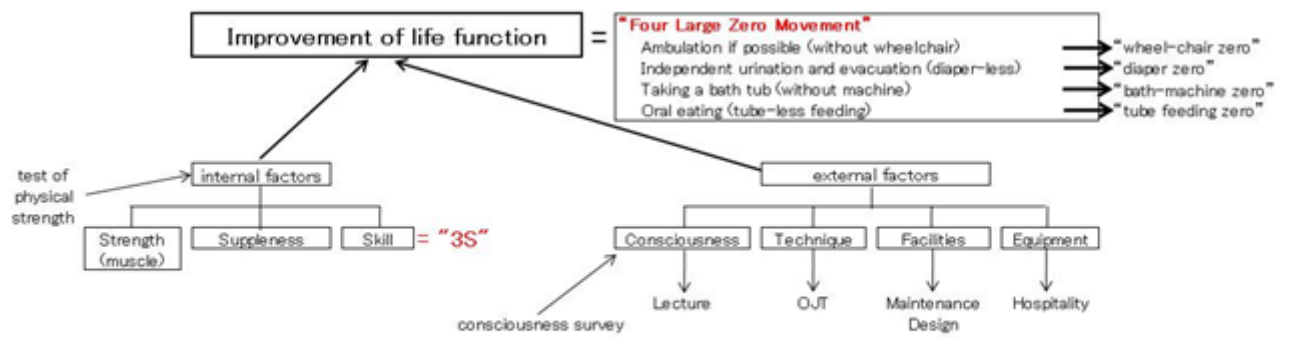 Improvement of life function
=
"Four Large Zero Movement"
Ambulation if possible (without wheelchair)
"wheel-chair zero"
Independent urination and evacuation (diaper-less)
"diaper zero"
Taking a bath tub (without machine)
"bath-machine zero"
Oral eating (tube-less feeding)
"tube feeding zero"
test of
physical
strength
internal factors
external factors
Strength
(muscle)
Suppleness
Skill
= "3S"
Consciousness
Technique
Facilities
Equipment
consciousness survey
Lecture
OJT
Maintenance
Design
Hospitality